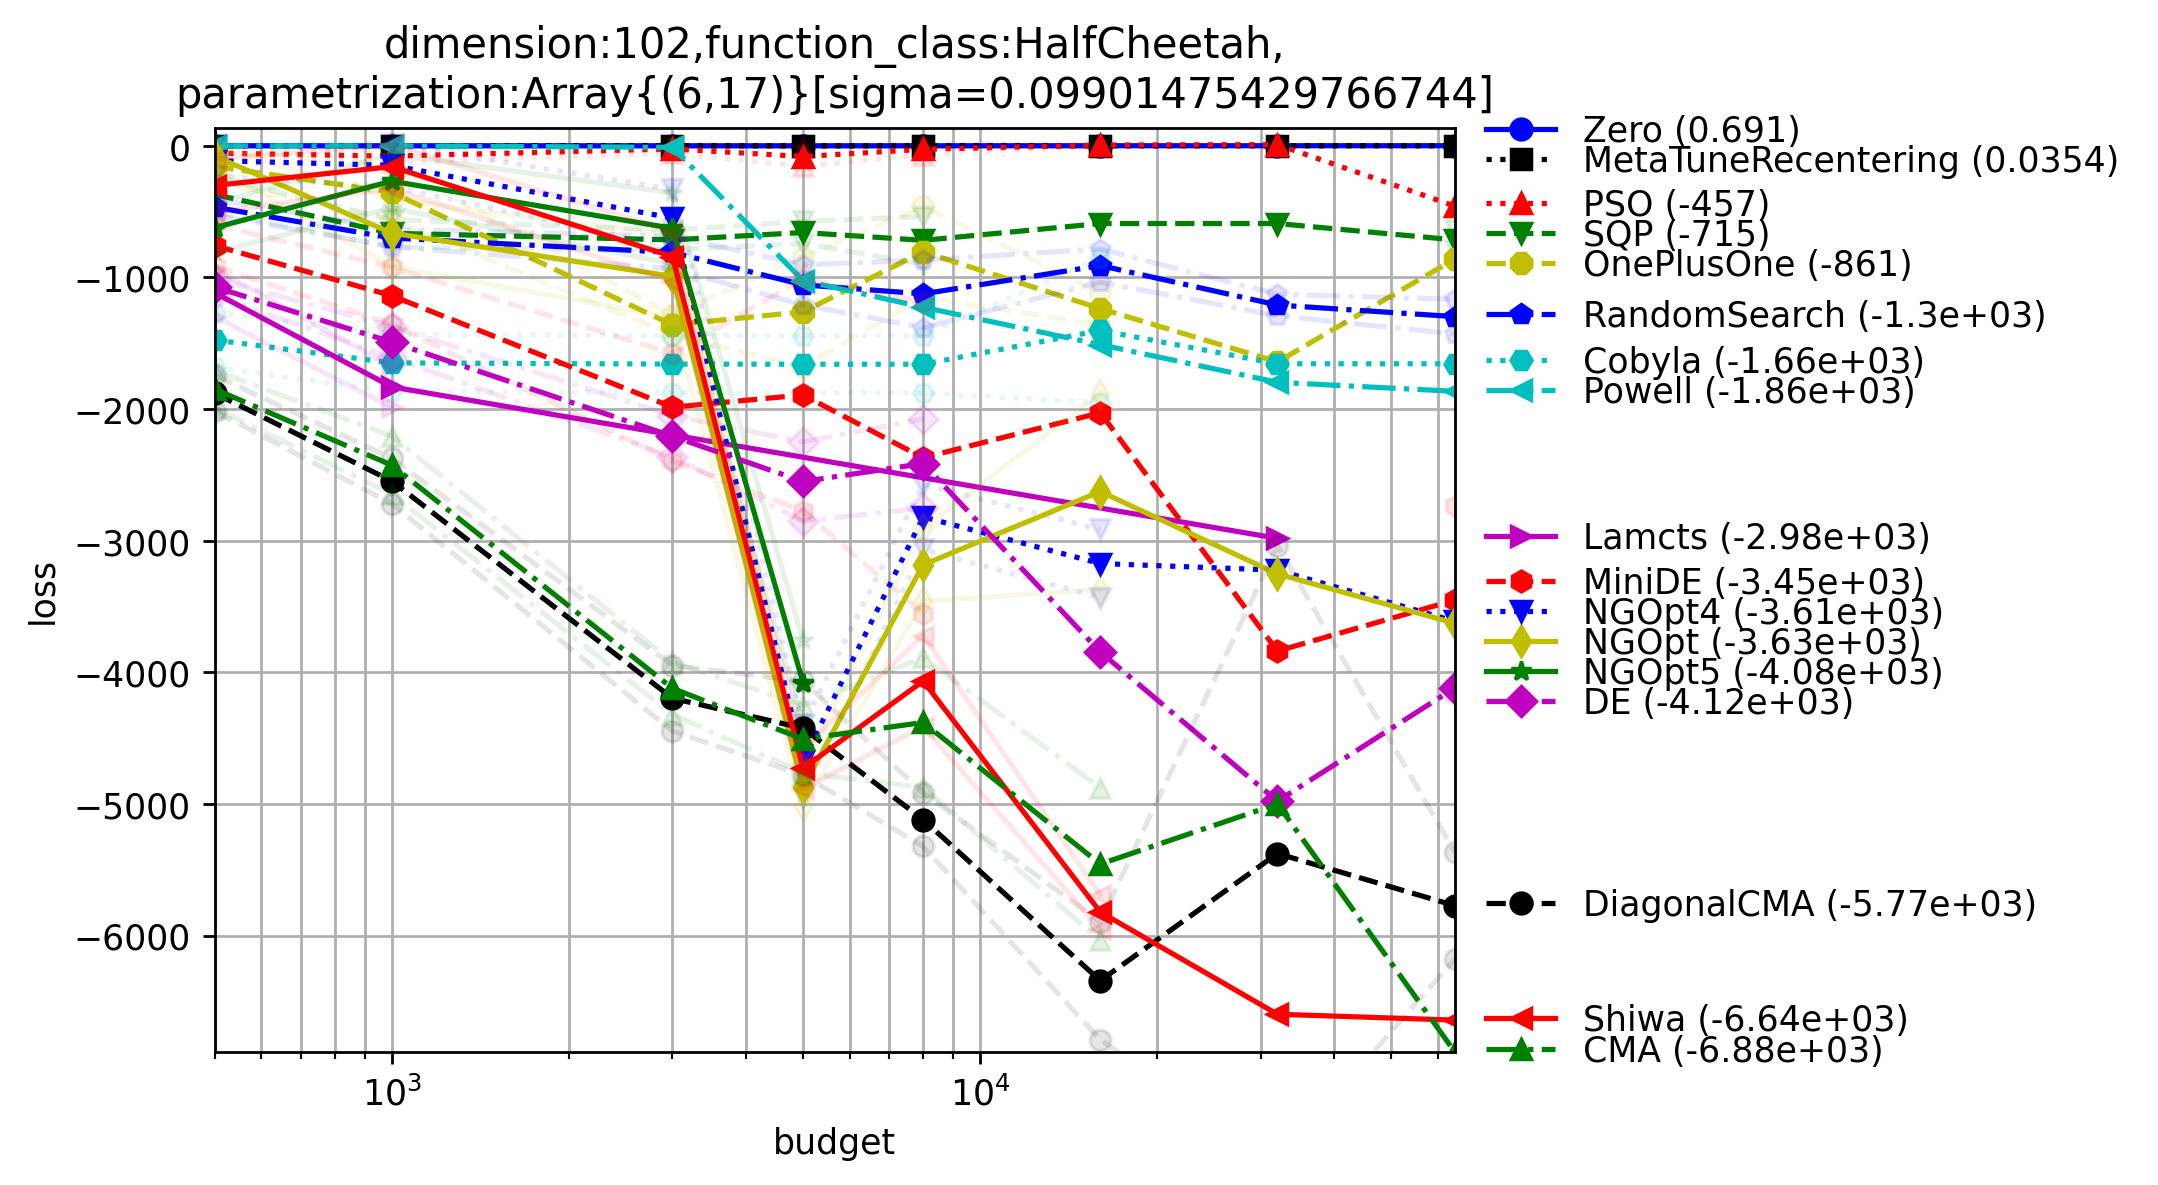 dimension:102,function_class:HalfCheetah,
parametrization:Array{(6,17)}[sigma=0.09901475429766744]
0
−1000
−2000
−3000
−4000
−5000
−6000
loss
10³
10⁴
budget
Zero (0.691)
MetaTuneRecentering (0.0354)
PSO (-457)
SQP (-715)
OnePlusOne (-861)
RandomSearch (-1.3e+03)
Cobyla (-1.66e+03)
Powell (-1.86e+03)
Lamcts (-2.98e+03)
MiniDE (-3.45e+03)
NGOpt4 (-3.61e+03)
NGOpt (-3.63e+03)
NGOpt5 (-4.08e+03)
DE (-4.12e+03)
DiagonalCMA (-5.77e+03)
Shiwa (-6.64e+03)
CMA (-6.88e+03)